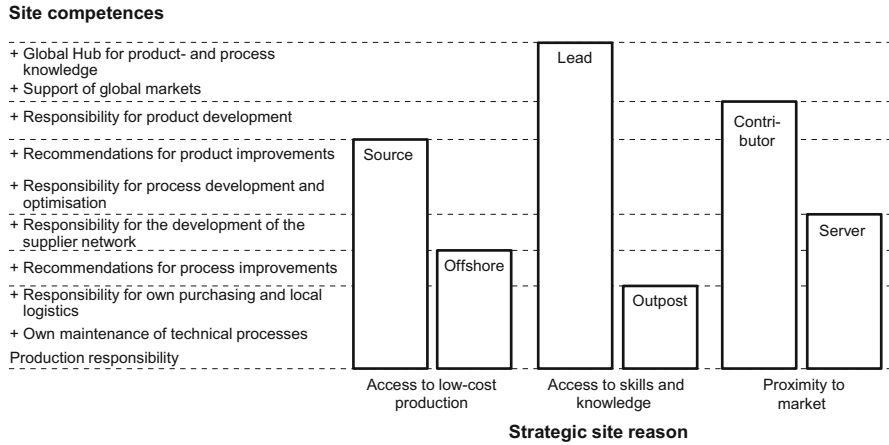 Site competences
+ Global Hub for product- and process
knowledge
+ Support of global markets
+ Responsibility for product development
+ Recommendations for product improvements
+ Responsibility for process development and
optimisation
+ Responsibility for the development of the
supplier network
+ Recommendations for process improvements
+ Responsibility for own purchasing and local
logistics
+ Own maintenance of technical processes
Production responsibility
Source
Offshore
Lead
Outpost
Contri-
butor
Server
Access to low-cost
production
Access to skills and
knowledge
Proximity to
market
Strategic site reason